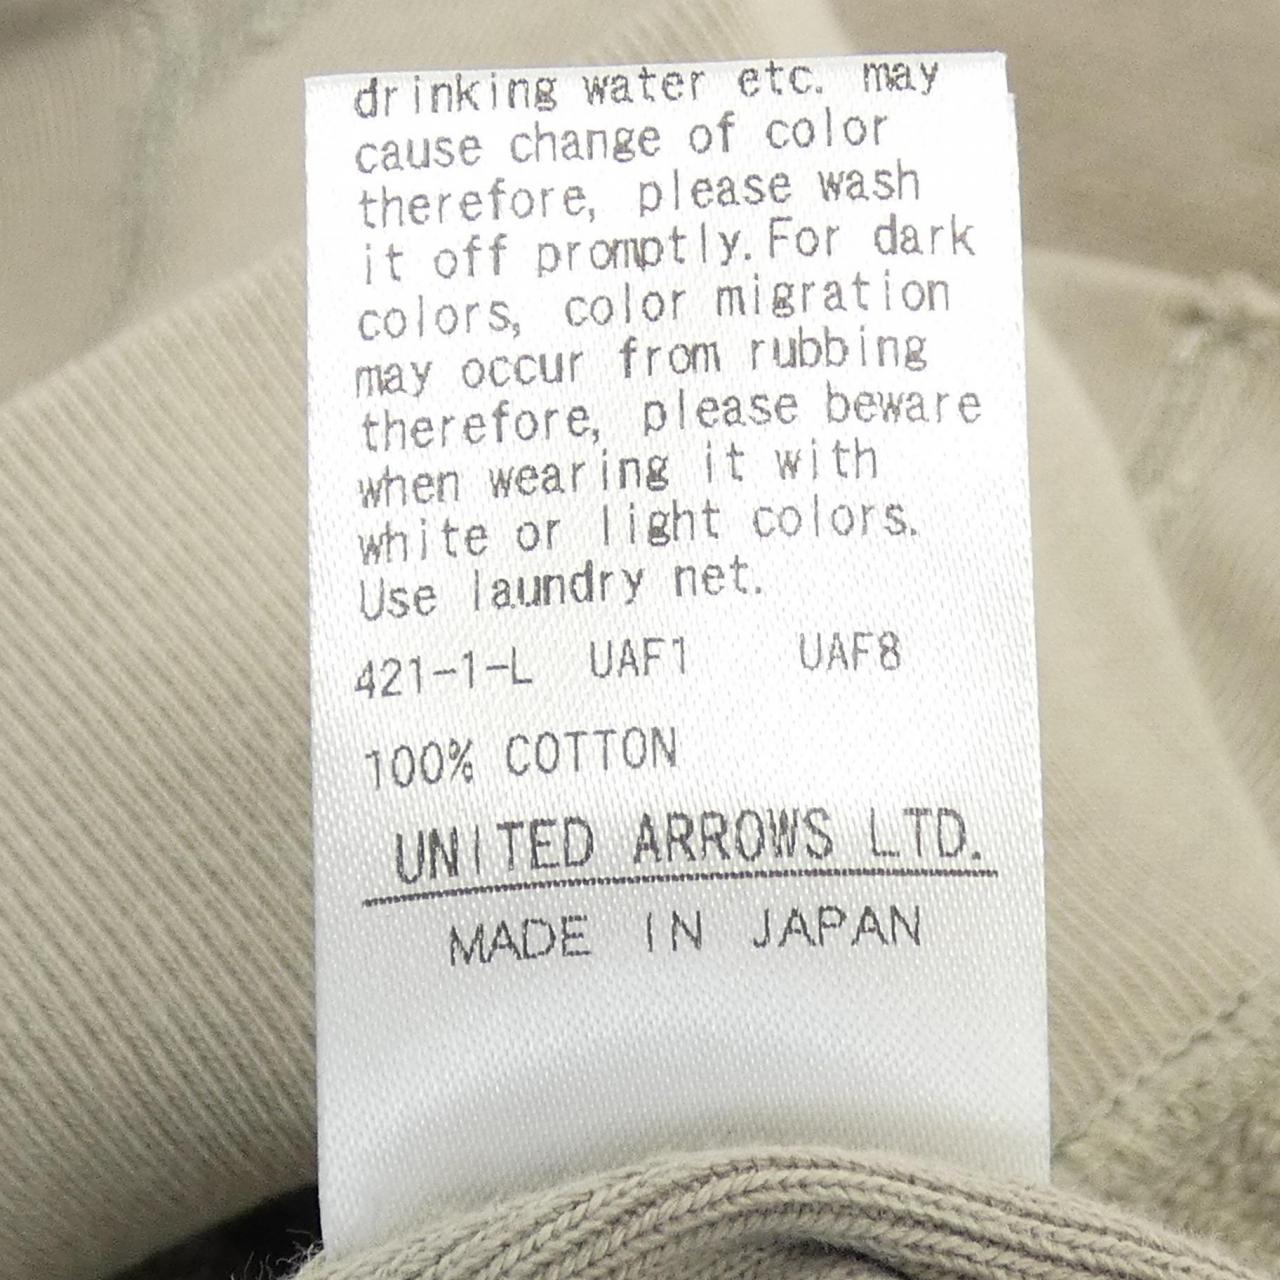 drinking water etc. may
cause change of color
therefore, please wash
it off promptly. For dark
colors, color migration
may occur from rubbing
therefore, please beware
when wearing it with
white or light colors.
Use laundry net.
421-1-L UAF1 UAF8
100% COTTON
UNITED ARROWS LTD.
MADE IN JAPAN